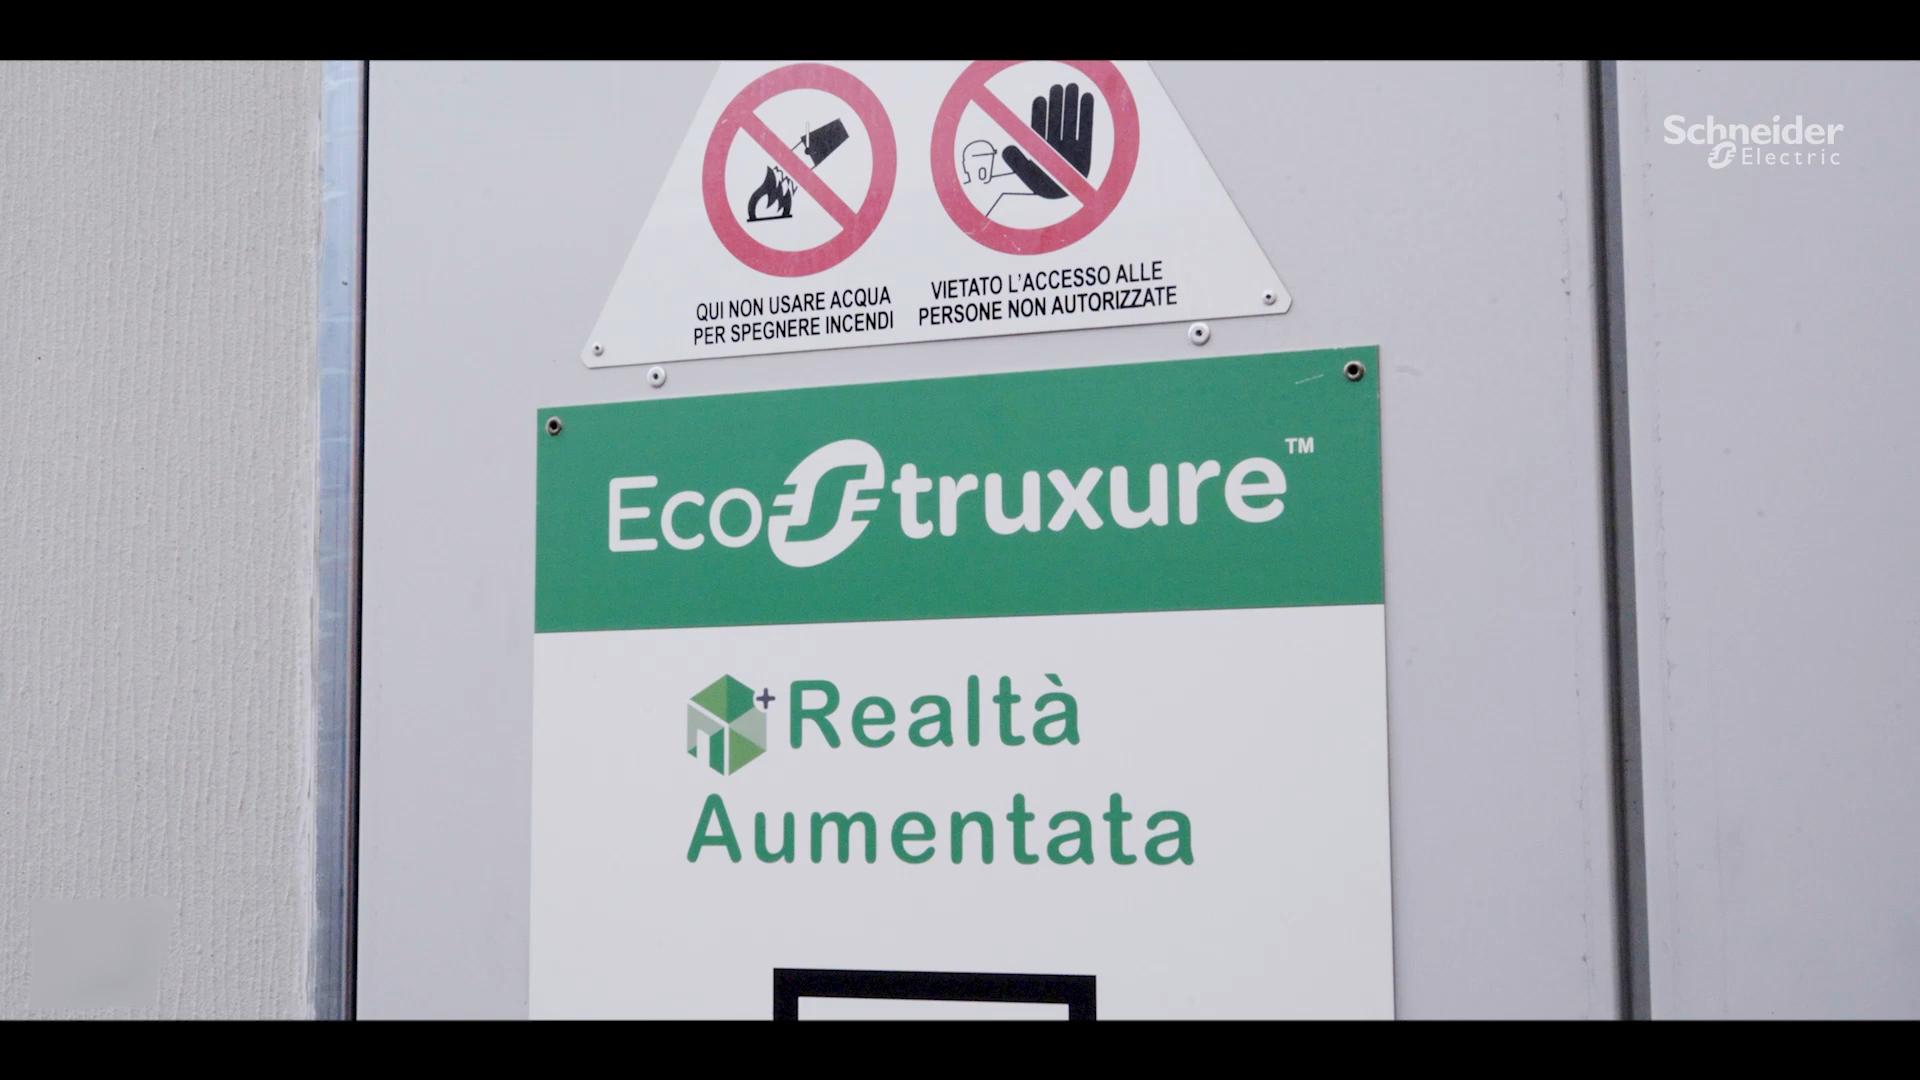 Schneider
Electric
QUI NON USARE ACQUA
PER SPEGNERE INCENDI
VIETATO L'ACCESSO ALLE
PERSONE NON AUTORIZZATE
EcoStruxure™
Realtà
Aumentata